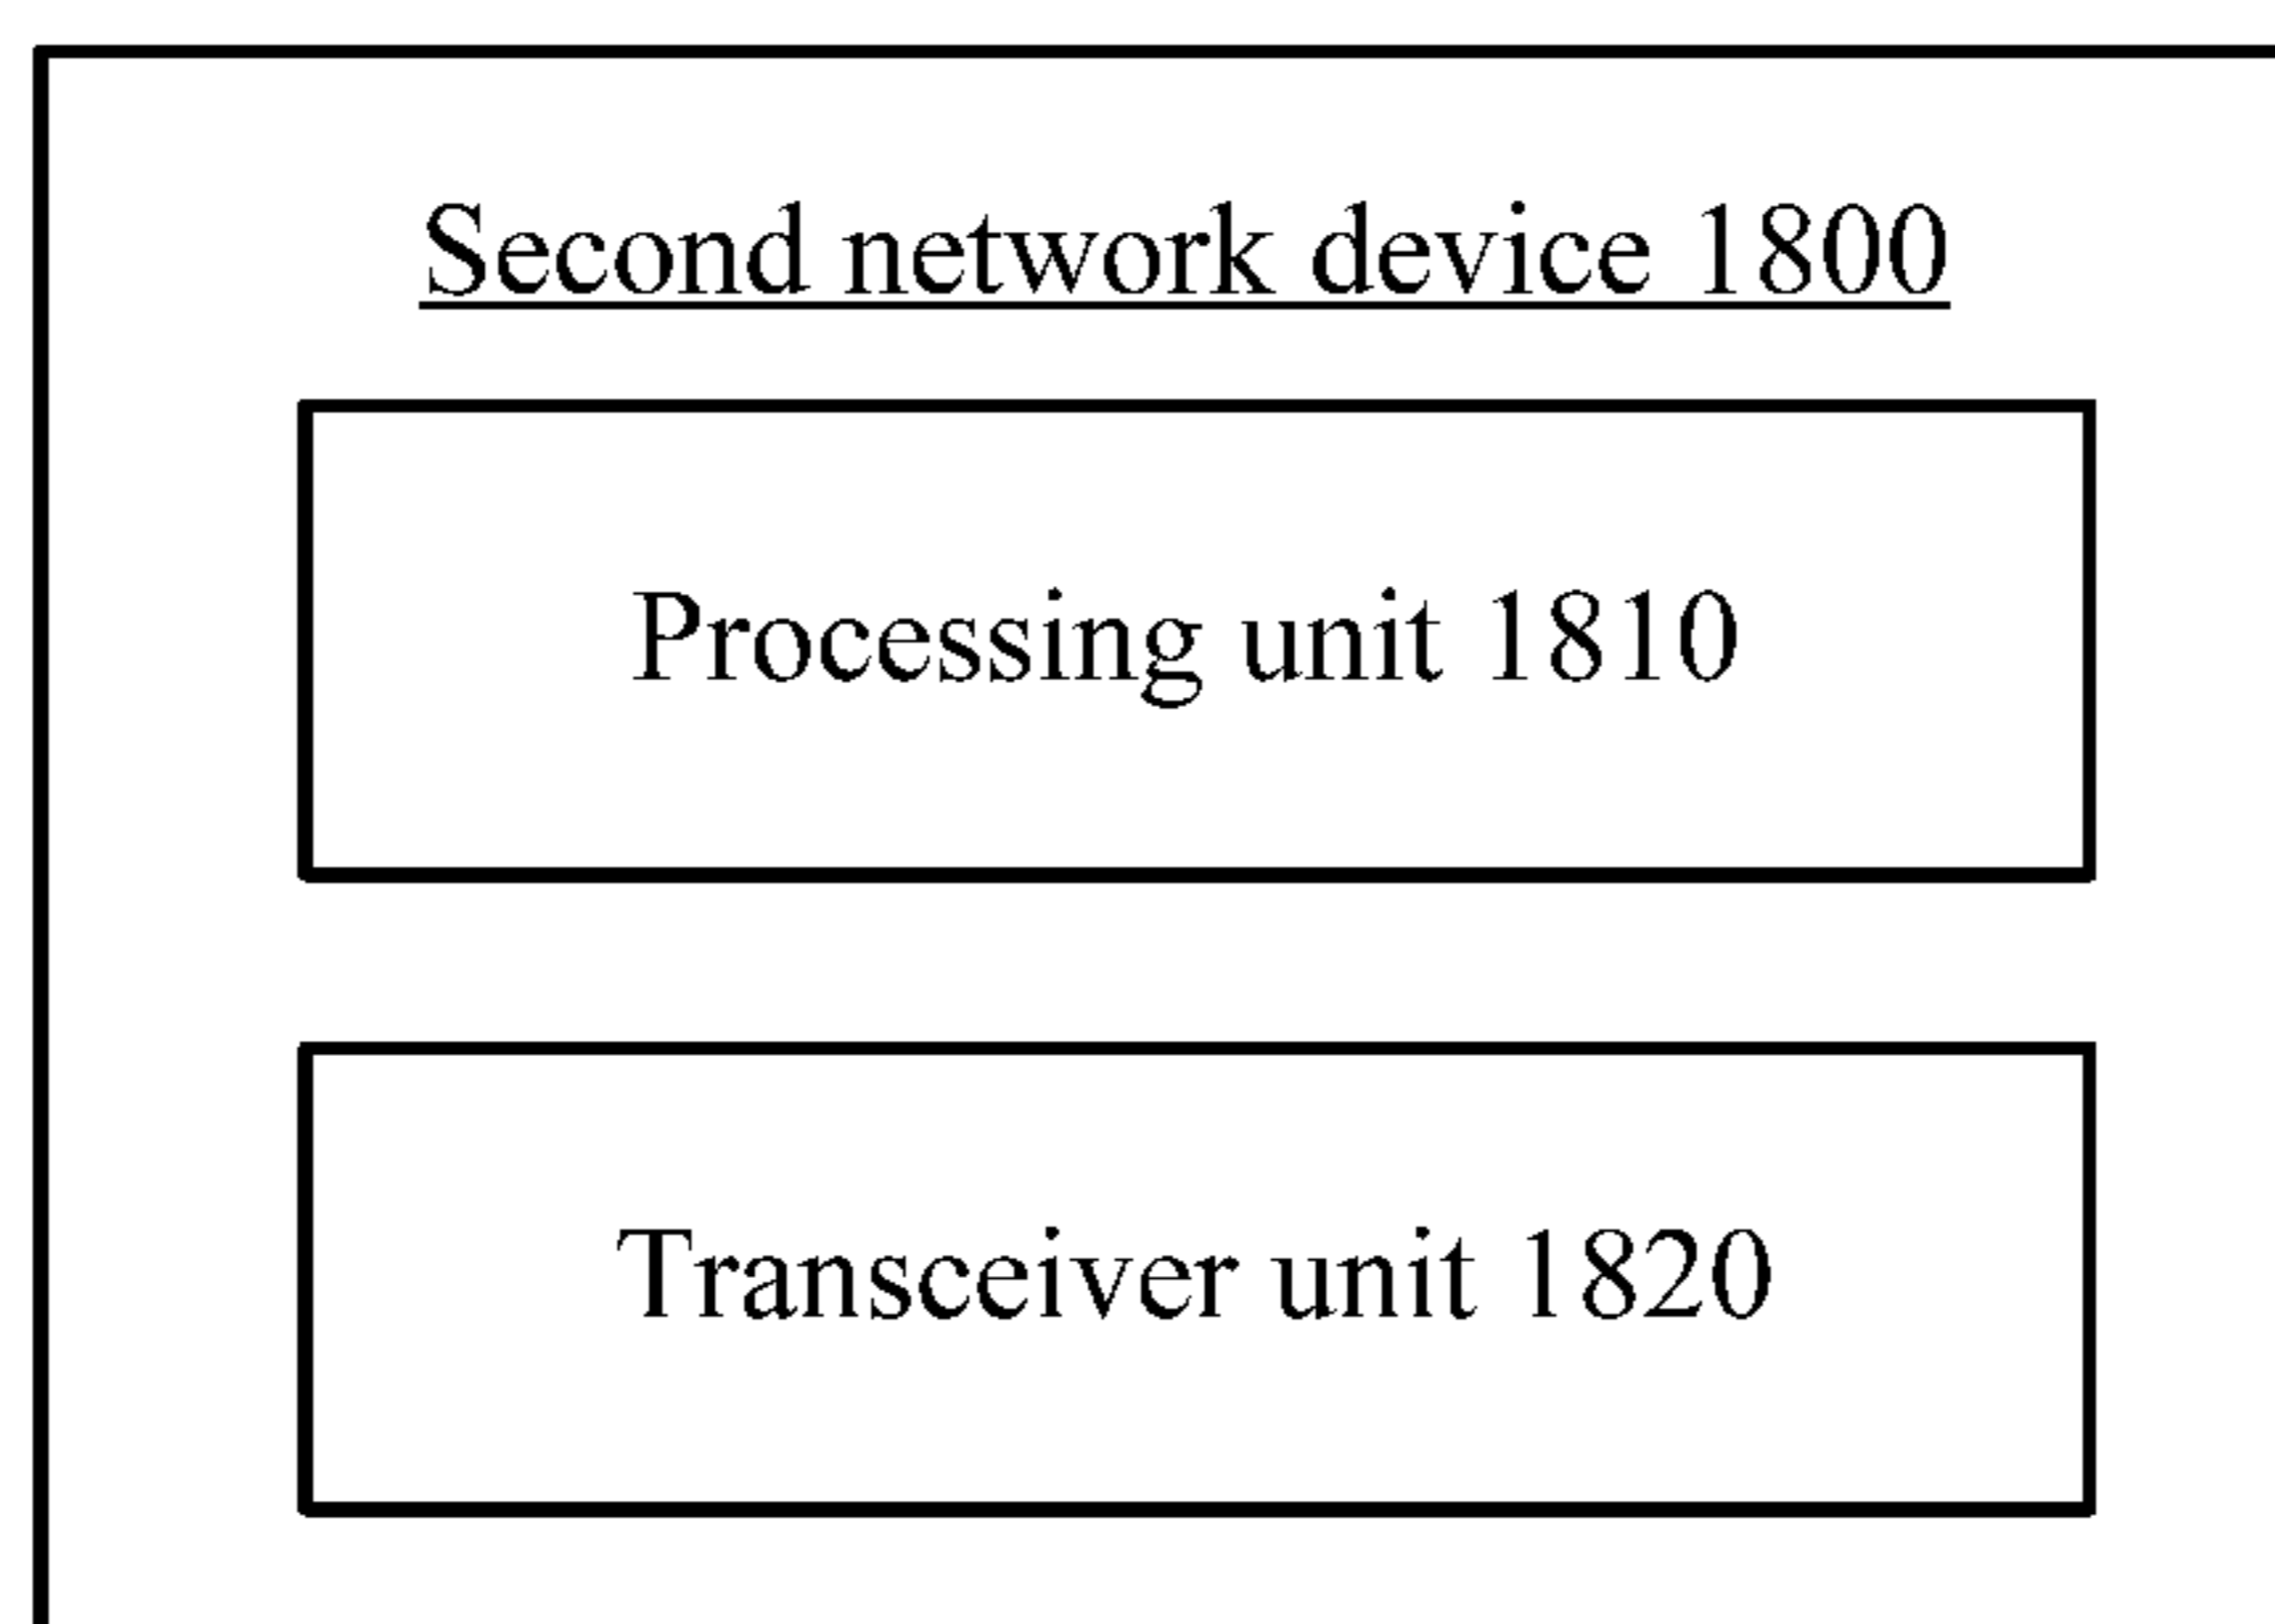 Second network device 1800
Processing unit 1810
Transceiver unit 1820